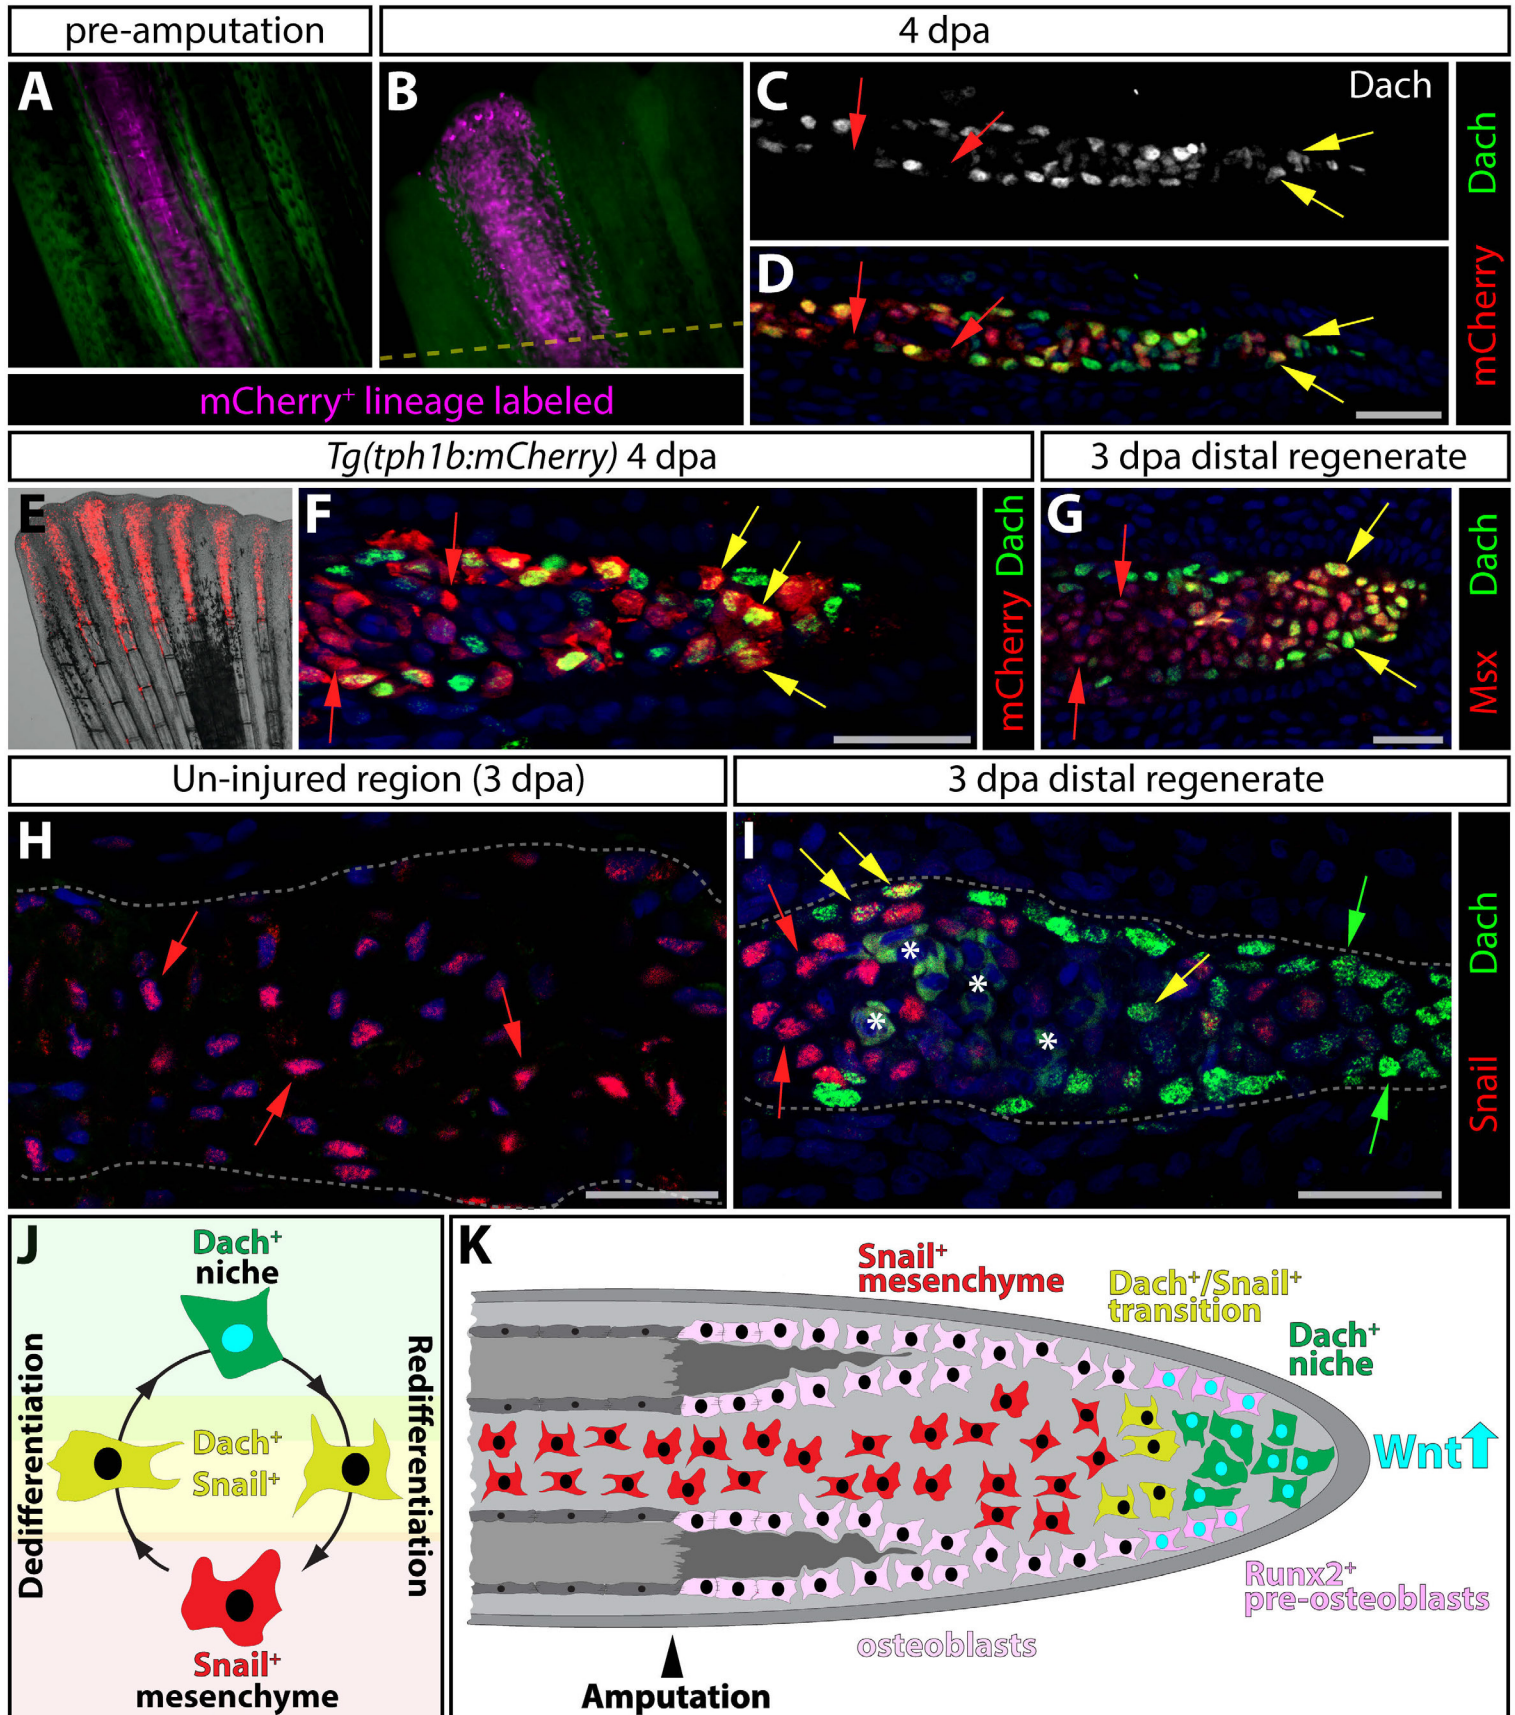 pre-amputation
4 dpa
A
B
C
Dach
D
mCherry Dach
mCherry⁺ lineage labeled
Tg(tph1b:mCherry) 4 dpa
3 dpa distal regenerate
E
F
mCherry Dach
G
Msx Dach
Un-injured region (3 dpa)
3 dpa distal regenerate
H
I
*
*
*
*
Snail Dach
J
Dach⁺
niche
Dedifferentiation
Redifferentiation
Dach⁺
Snail⁺
Snail⁺
mesenchyme
K
Snail⁺
mesenchyme
Dach⁺/Snail⁺
transition
Dach⁺
niche
Wnt
Runx2⁺
pre-osteoblasts
osteoblasts
Amputation